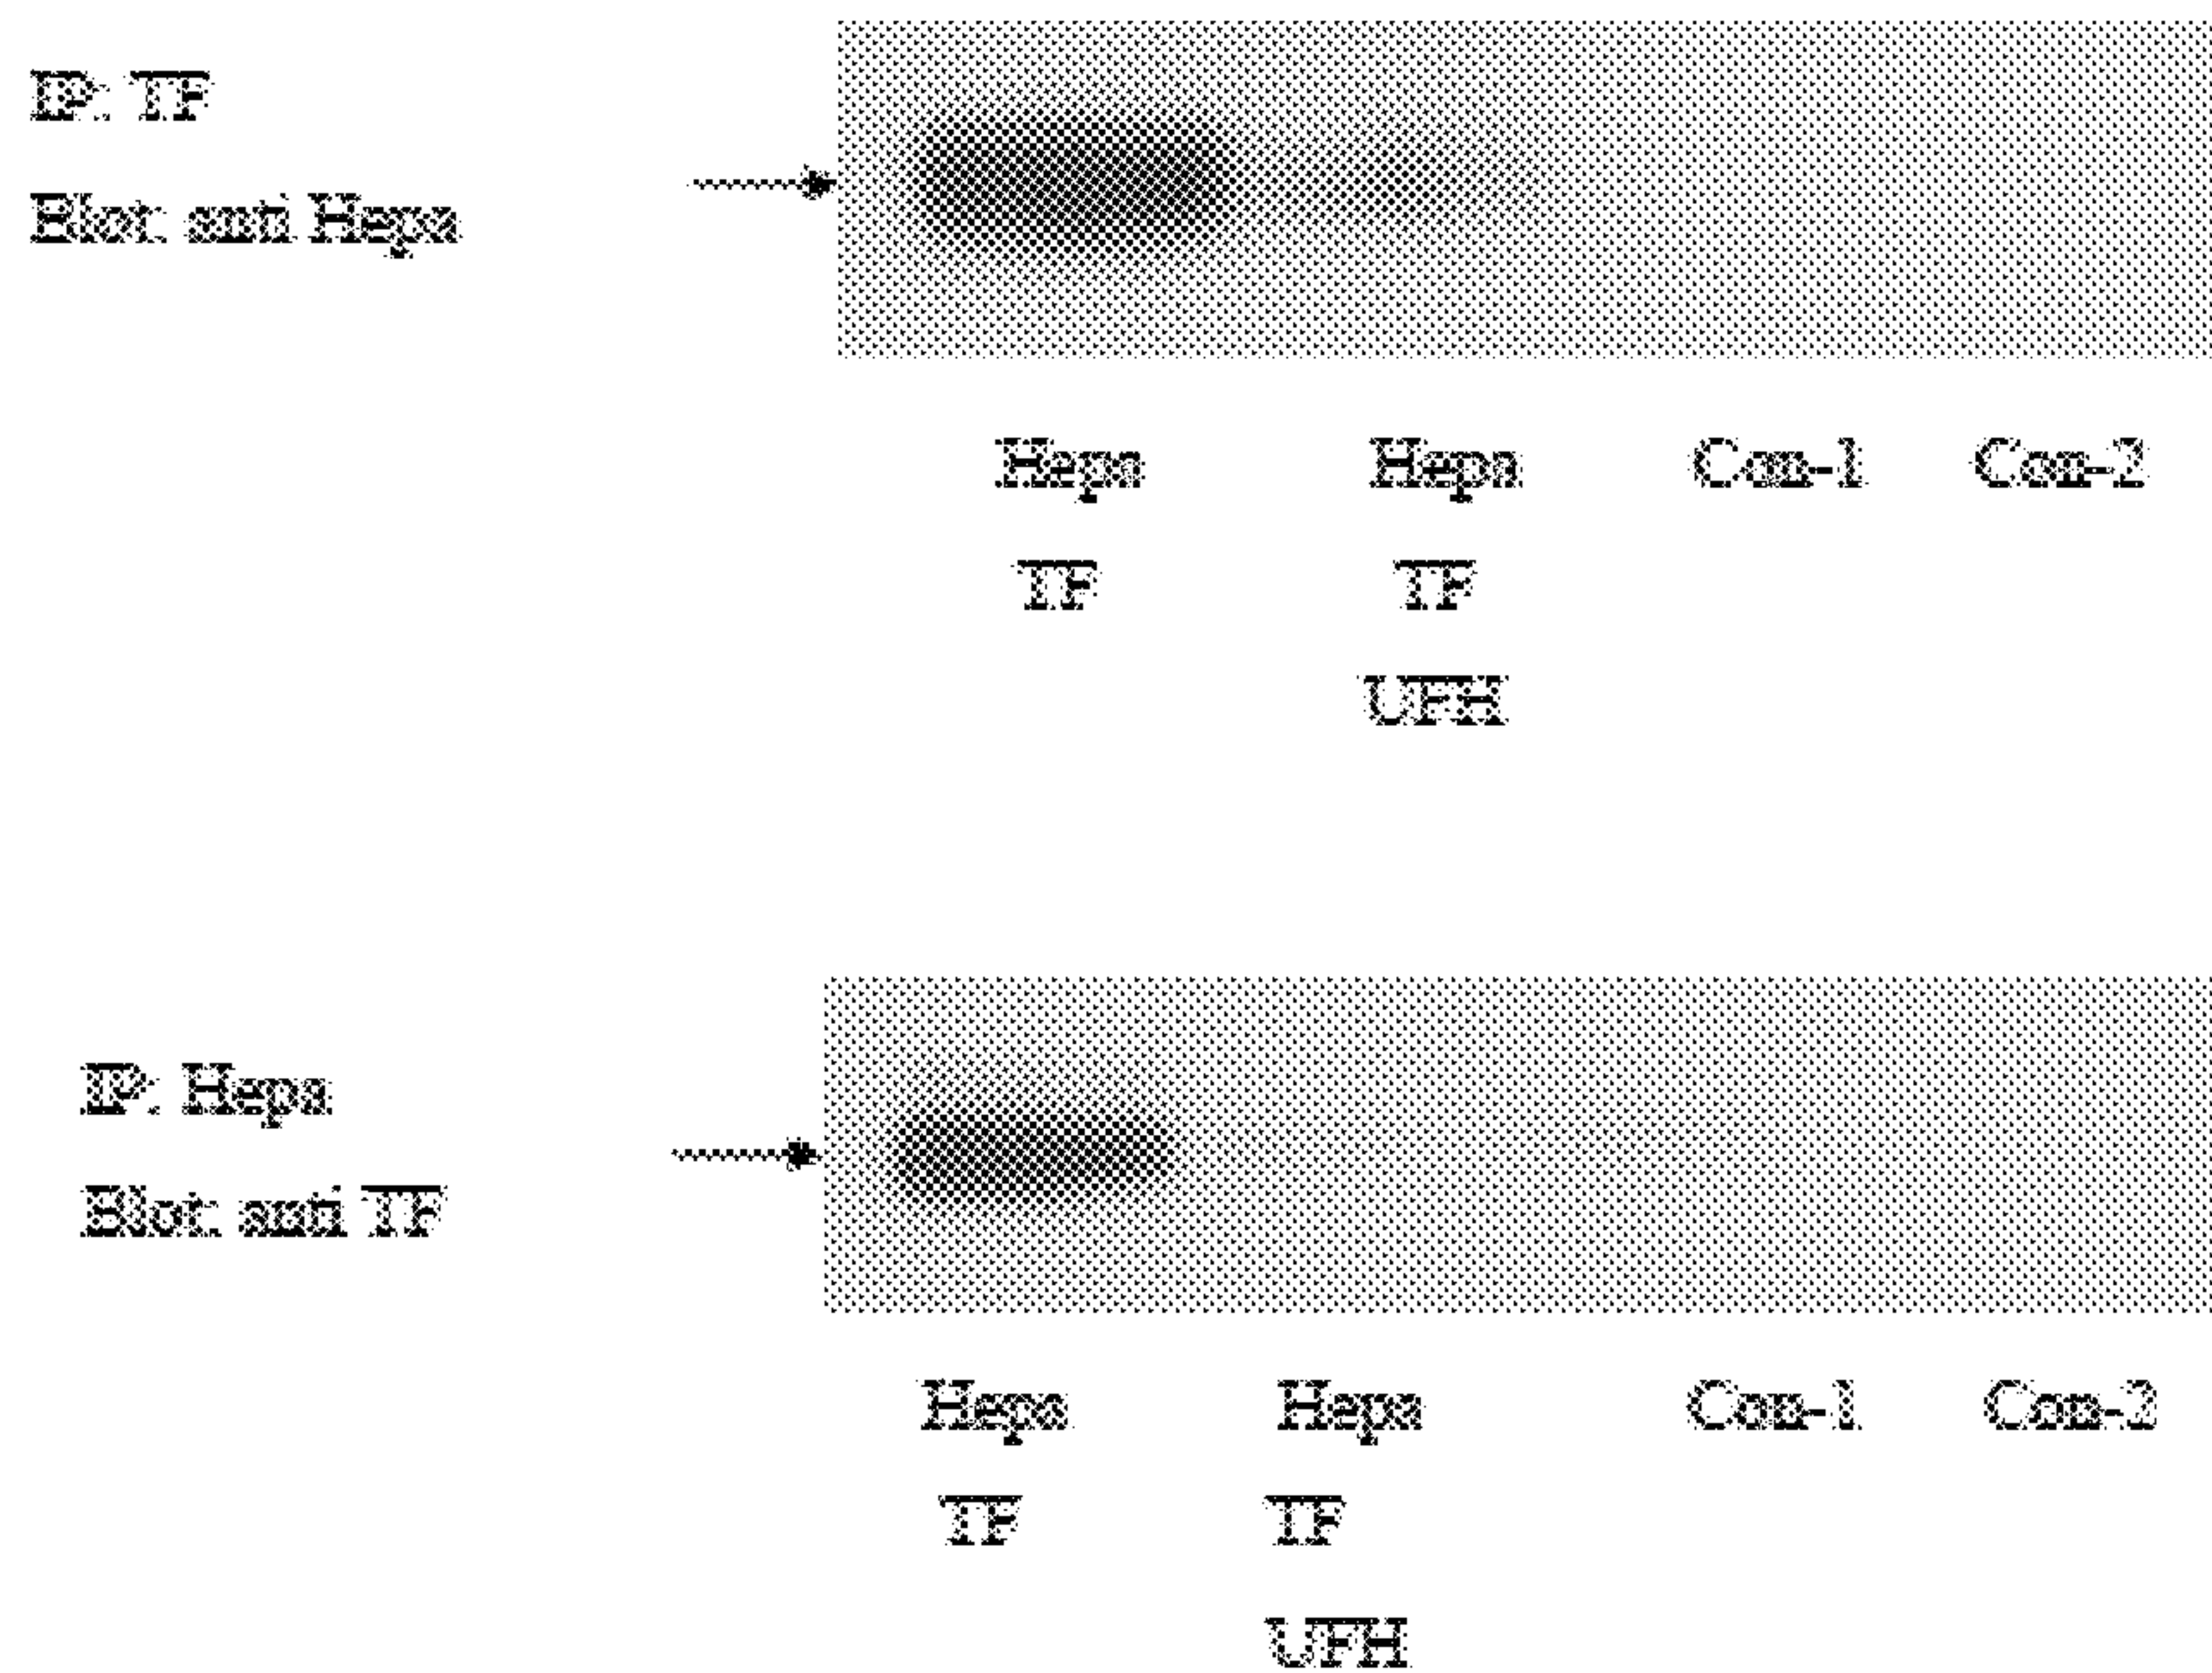 IP: TF
Blot: anti Hepa
Hepa Hepa Con-1 Con-2
TF TF
UFH
IP: Hepa
Blot: anti TF
Hepa Hepa Con-1 Con-2
TF TF
UFH